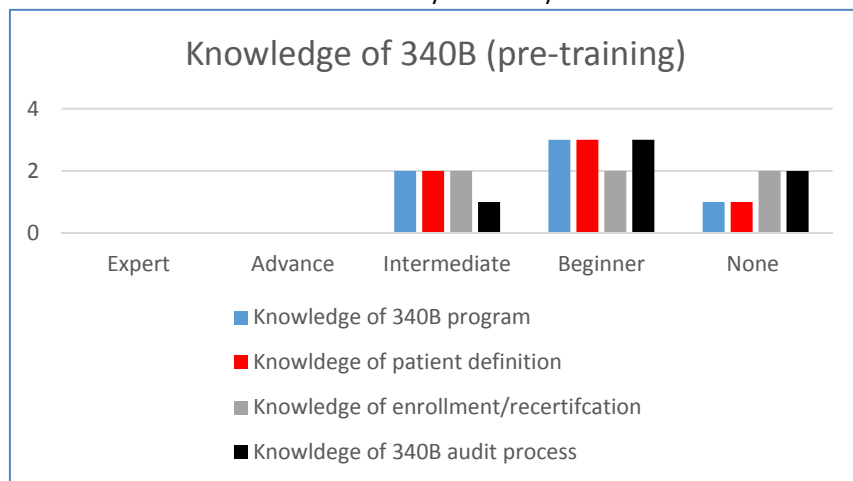 Knowledge of 340B (pre-training)
4
2
0
Expert Advance Intermediate Beginner None
Knowledge of 340B program
Knowldege of patient definition
Knowledge of enrollment/recertifcation
Knowldege of 340B audit process